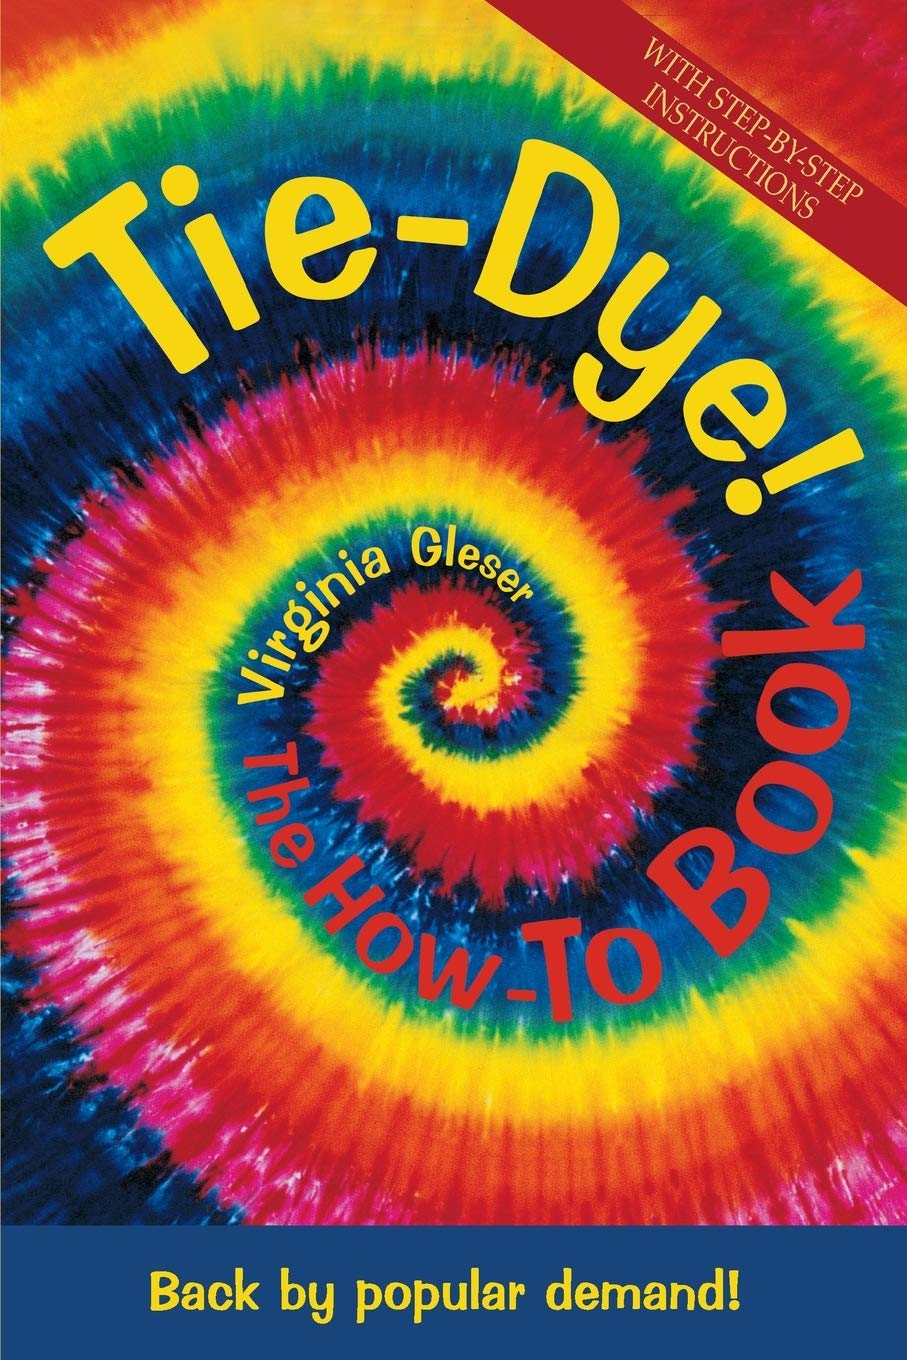 WITH STEP-BY-STEP
INSTRUCTIONS
Tie-Dye!
Virginia Gleser
The How-To Book
Back by popular demand!